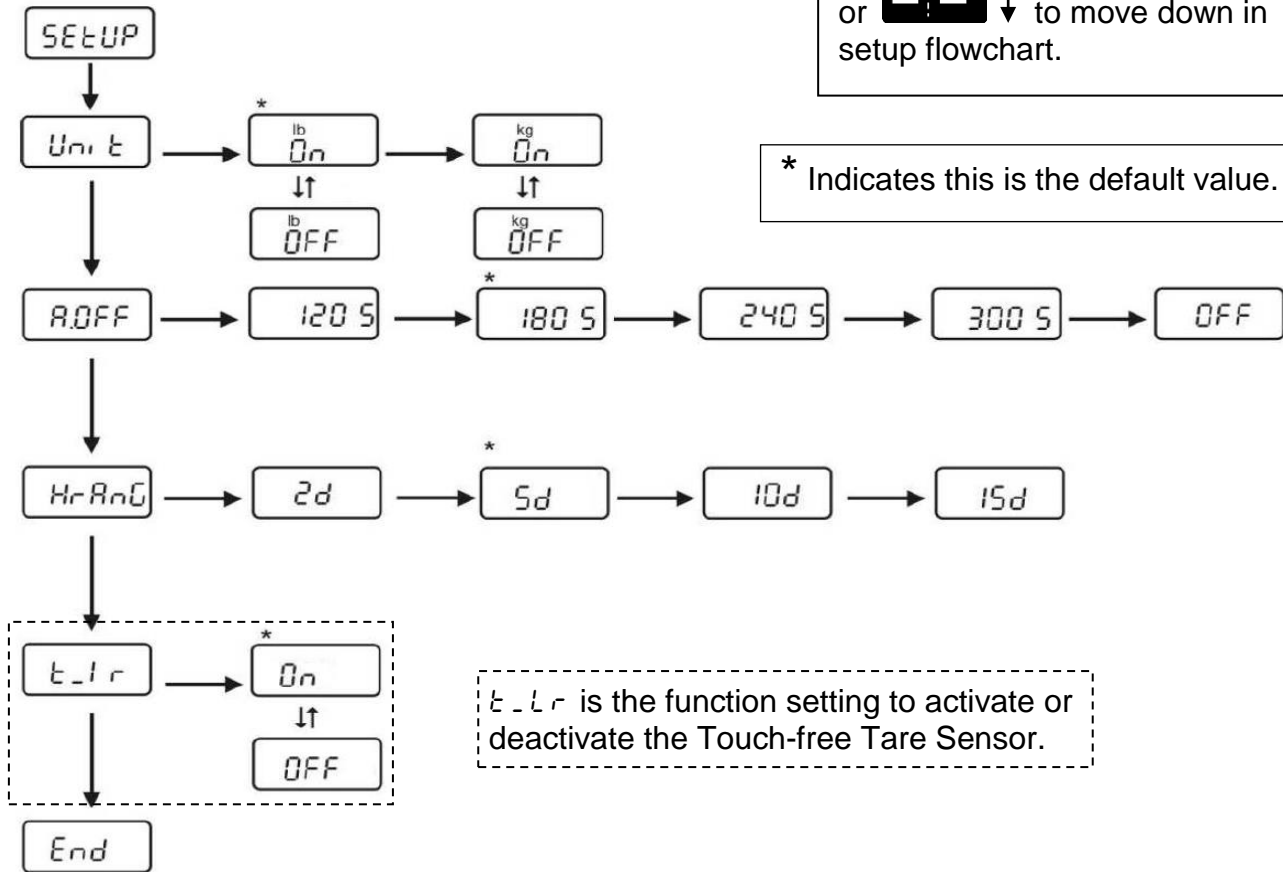 SEtUP
or ↓ to move down in
setup flowchart.
* Indicates this is the default value.
Unit
*
lb
On
kg
On
↓↑
↓↑
lb
OFF
kg
OFF
A.OFF
120 S
*
180 S
240 S
300 S
OFF
HrAnG
2d
*
5d
10d
15d
t_Ir
*
On
↓↑
OFF
t_Lr is the function setting to activate or
deactivate the Touch-free Tare Sensor.
End